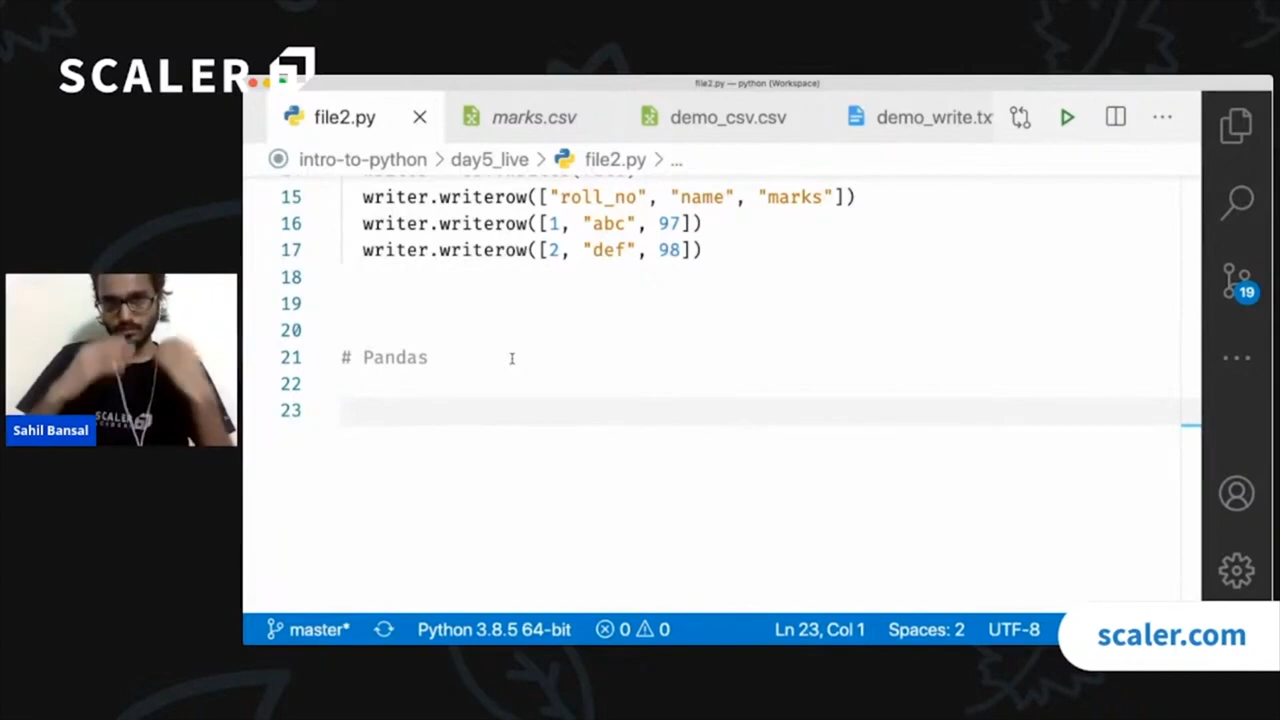 SCALER
file2.py — python (Workspace)
file2.py
marks.csv
demo_csv.csv
demo_write.tx
intro-to-python > day5_live > file2.py > ...
15 writer.writerow(["roll_no", "name", "marks"])
16 writer.writerow([1, "abc", 97])
17 writer.writerow([2, "def", 98])
18
19
20
21 # Pandas
22
23
19
SCALER
Sahil Bansal
master* Python 3.8.5 64-bit 0 0 Ln 23, Col 1 Spaces: 2 UTF-8
scaler.com